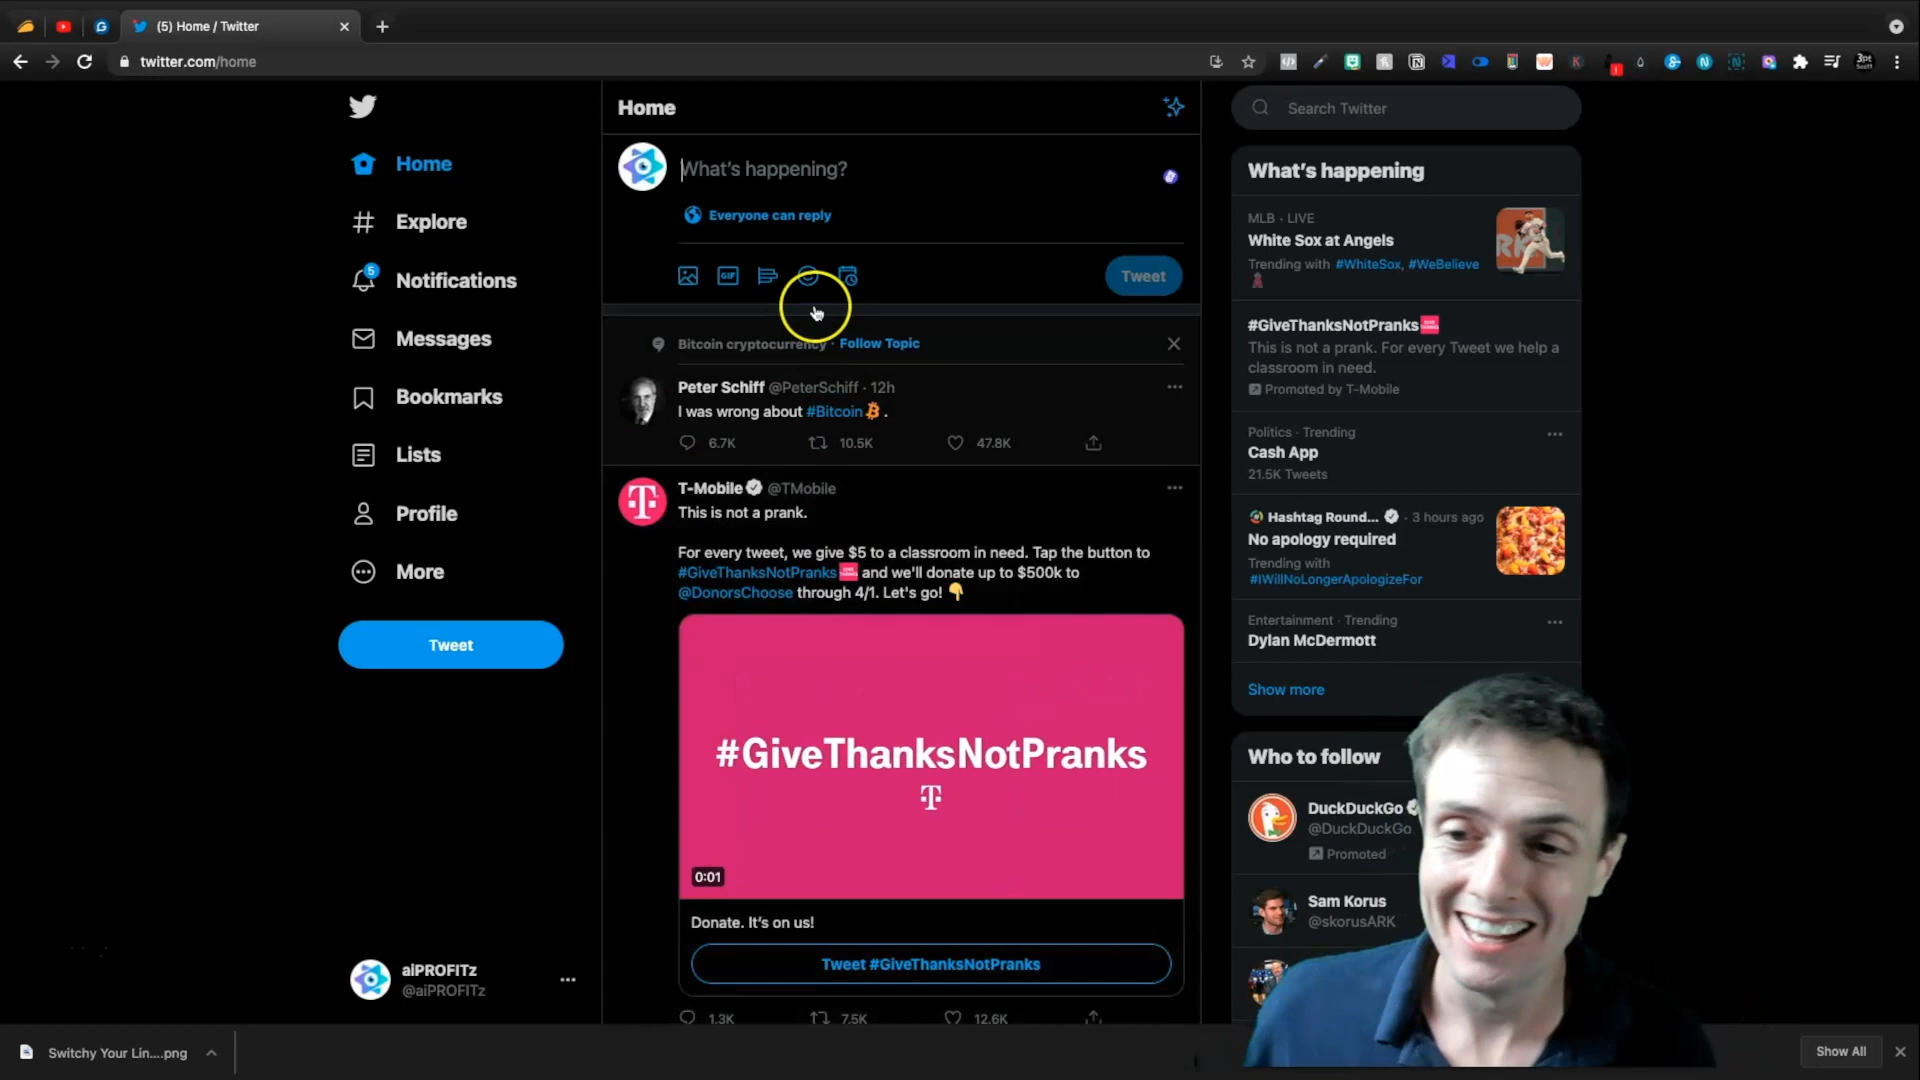 (5) Home / Twitter
twitter.com/home
Home
Explore
5
Notifications
Messages
Bookmarks
Lists
Profile
More
Tweet
aiPROFITz
@aiPROFITz
Home
What's happening?
Everyone can reply
GIF
Tweet
Bitcoin cryptocurrency · Follow Topic
Peter Schiff @PeterSchiff · 12h
I was wrong about #Bitcoin .
6.7K 10.5K 47.8K
T-Mobile @TMobile
This is not a prank.
For every tweet, we give $5 to a classroom in need. Tap the button to
#GiveThanksNotPranks and we'll donate up to $500k to
@DonorsChoose through 4/1. Let's go!
#GiveThanksNotPranks
T
0:01
Donate. It's on us!
Tweet #GiveThanksNotPranks
1.3K 7.5K 12.6K
Search Twitter
What's happening
MLB · LIVE
White Sox at Angels
Trending with #WhiteSox, #WeBelieve
#GiveThanksNotPranks
This is not a prank. For every Tweet we help a
classroom in need.
Promoted by T-Mobile
Politics · Trending
Cash App
21.5K Tweets
Hashtag Round... · 3 hours ago
No apology required
Trending with
#IWillNoLongerApologizeFor
Entertainment · Trending
Dylan McDermott
Show more
Who to follow
DuckDuckGo
@DuckDuckGo
Promoted
Sam Korus
@skorusARK
Switchy Your Lin....png
Show All